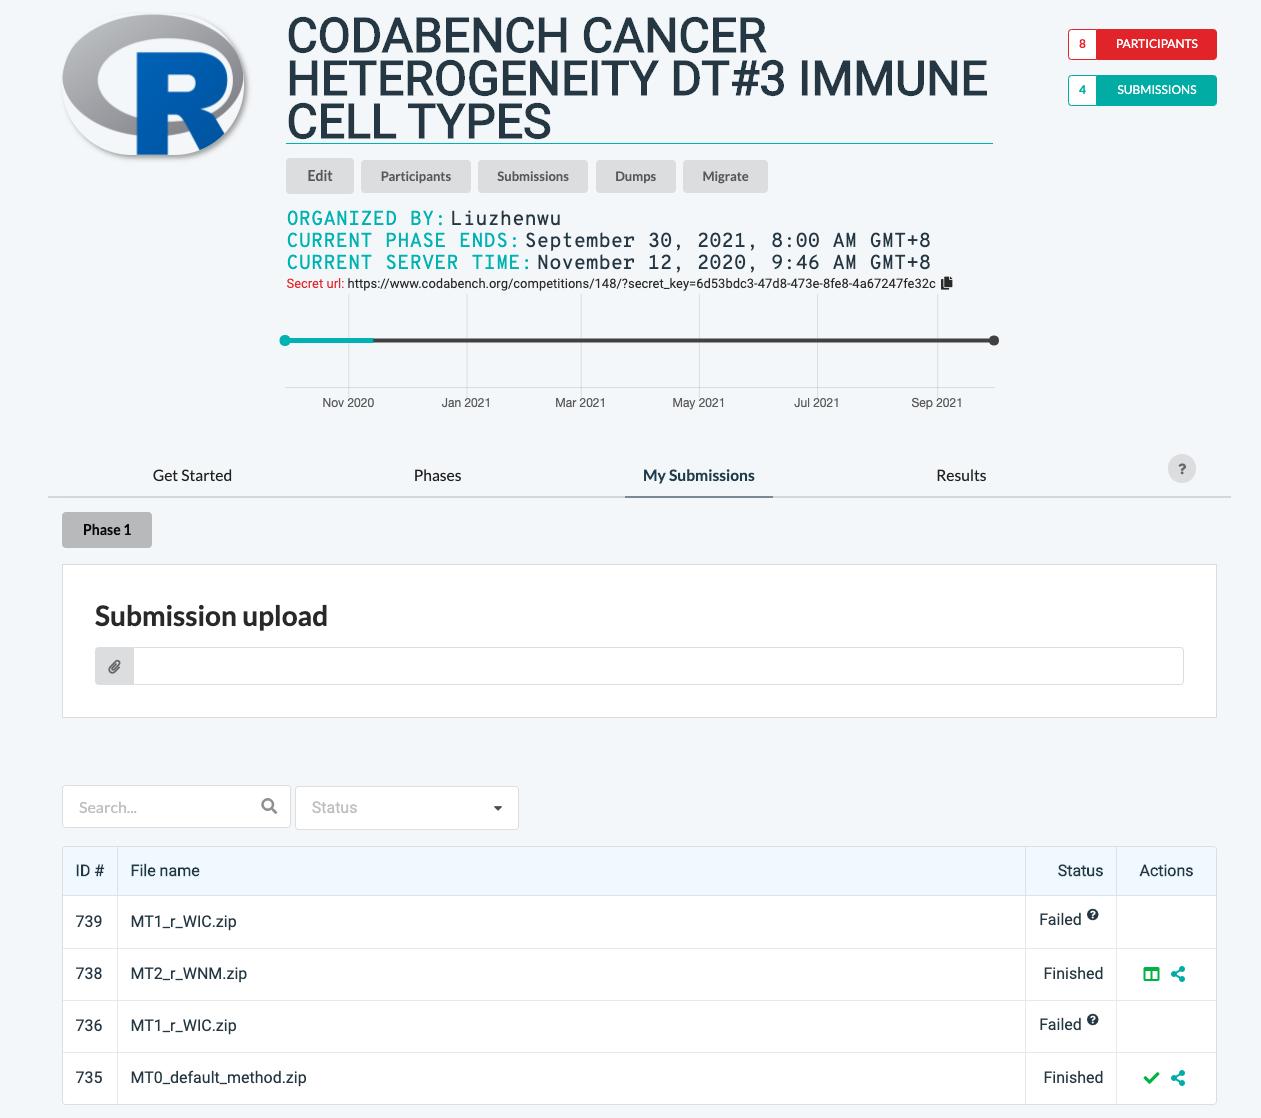 R
CODABENCH CANCER
HETEROGENEITY DT#3 IMMUNE
CELL TYPES
8 PARTICIPANTS
4 SUBMISSIONS
Edit Participants Submissions Dumps Migrate
ORGANIZED BY: Liuzhenwu
CURRENT PHASE ENDS: September 30, 2021, 8:00 AM GMT+8
CURRENT SERVER TIME: November 12, 2020, 9:46 AM GMT+8
Secret url: https://www.codabench.org/competitions/148/?secret_key=6d53bdc3-47d8-473e-8fe8-4a67247fe32c
Nov 2020 Jan 2021 Mar 2021 May 2021 Jul 2021 Sep 2021
Get Started Phases My Submissions Results ?
Phase 1
Submission upload
Search... Status
ID # File name Status Actions
739 MT1_r_WIC.zip Failed ?
738 MT2_r_WNM.zip Finished
736 MT1_r_WIC.zip Failed ?
735 MT0_default_method.zip Finished